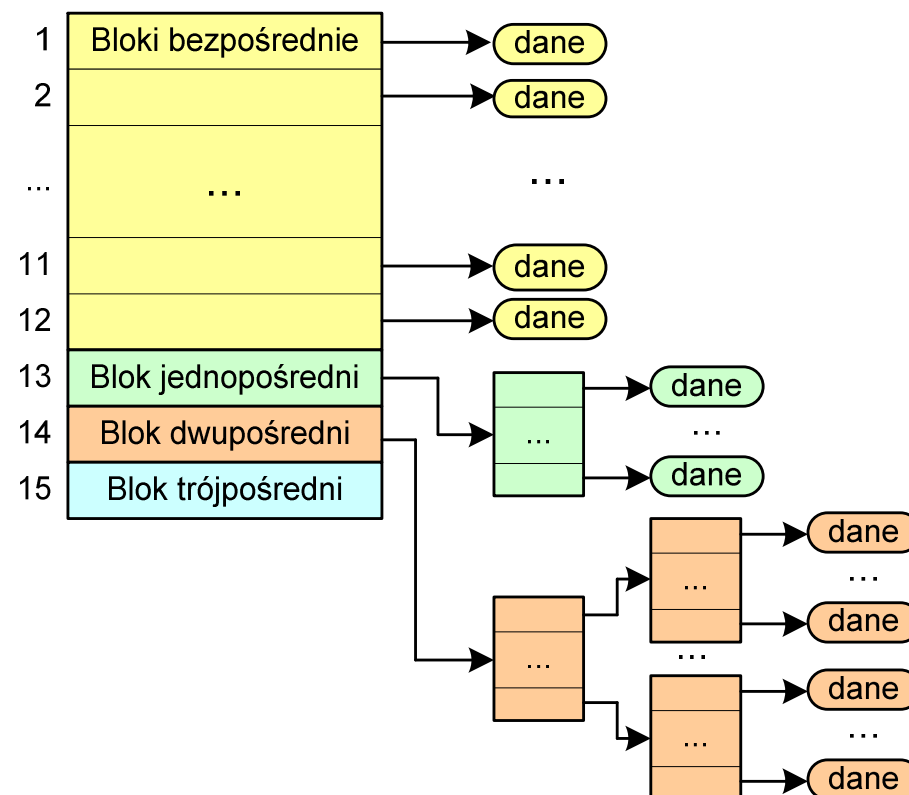 1 Bloki bezpośrednie dane
2 dane
... ... ...
11 dane
12 dane
13 Blok jednopośredni dane
... ...
14 Blok dwupośredni
dane
15 Blok trójpośredni
dane
... ...
dane
... ...
dane
... ...
dane